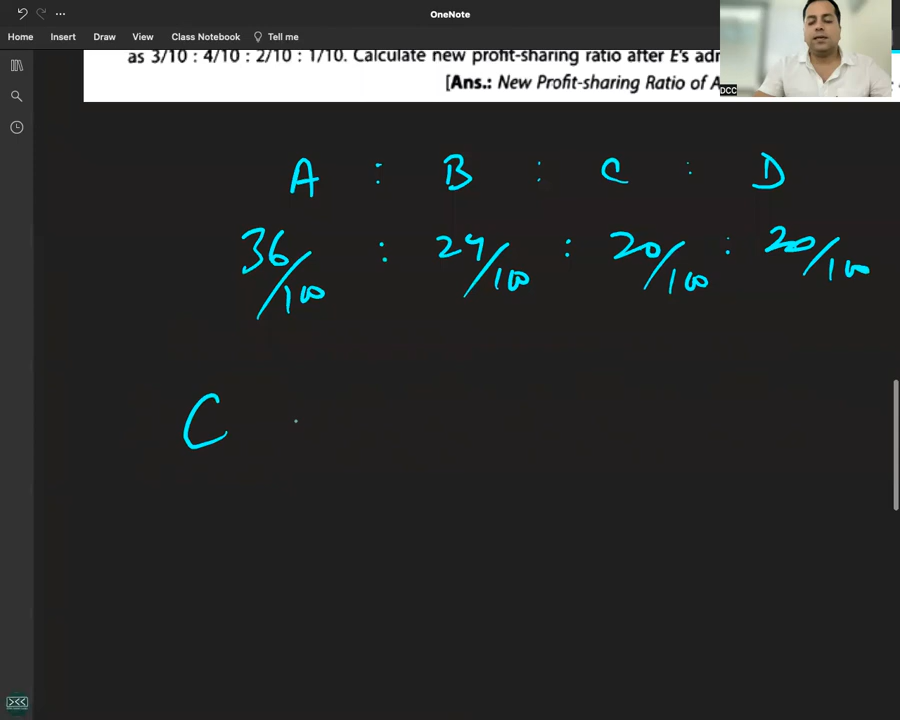 OneNote
Home Insert Draw View Class Notebook Tell me
as 3/10 : 4/10 : 2/10 : 1/10. Calculate new profit-sharing ratio after E's
[Ans.: New Profit-sharing Ratio of
DCC
A : B : C : D
36/100 : 24/100 : 20/100 : 20/100
C